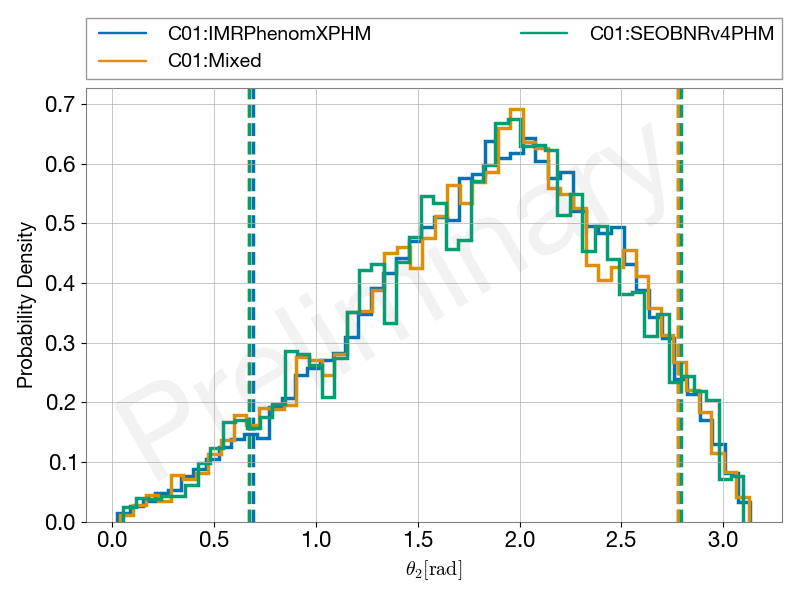 C01:IMRPhenomXPHM
C01:Mixed
C01:SEOBNRv4PHM
0.7
0.6
0.5
0.4
0.3
0.2
0.1
0.0
Probability Density
Preliminary
0.0 0.5 1.0 1.5 2.0 2.5 3.0
θ₂[rad]